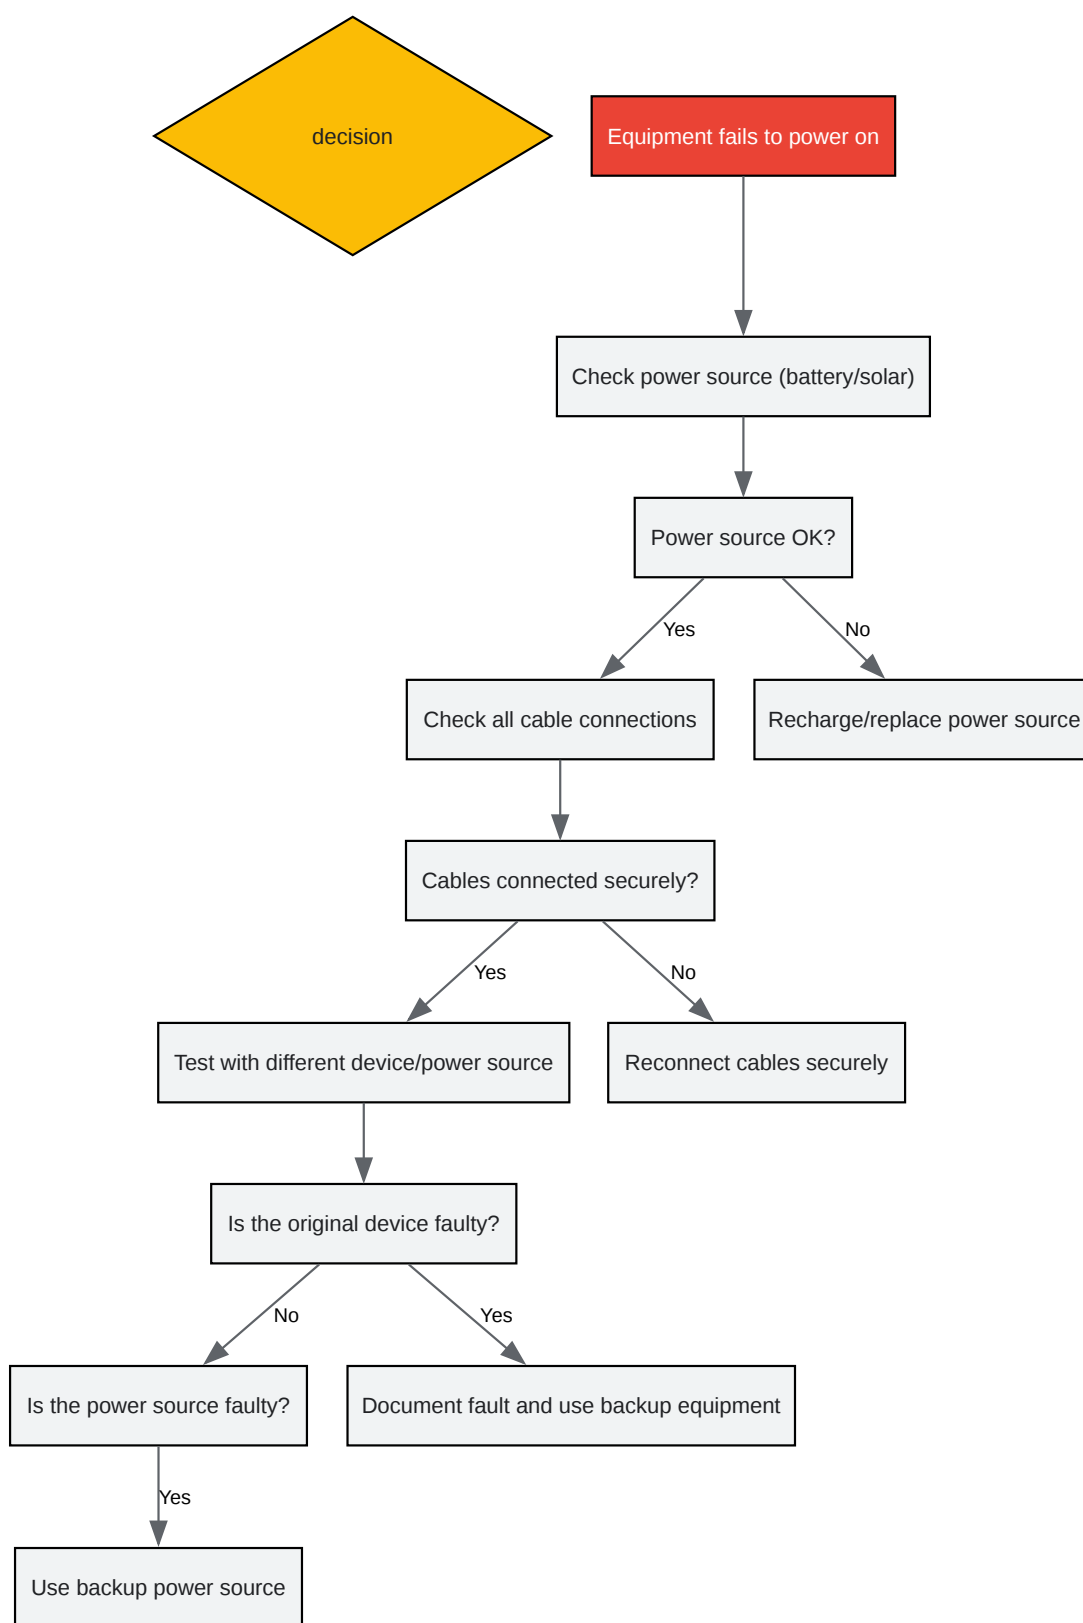 decision
Equipment fails to power on
Check power source (battery/solar)
Power source OK?
Yes
No
Check all cable connections
Recharge/replace power source
Cables connected securely?
Yes
No
Test with different device/power source
Reconnect cables securely
Is the original device faulty?
No
Yes
Is the power source faulty?
Document fault and use backup equipment
Yes
Use backup power source